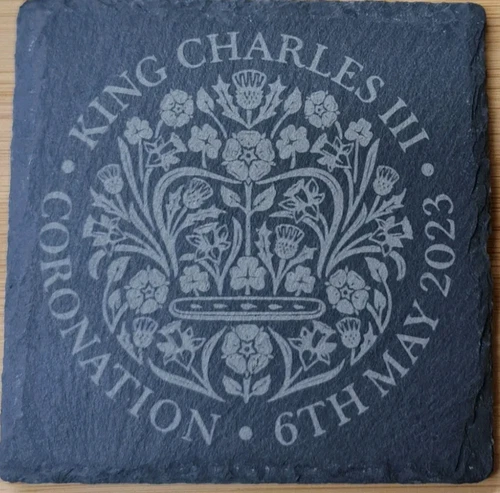 KING CHARLES III
CORONATION • 6TH MAY 2023